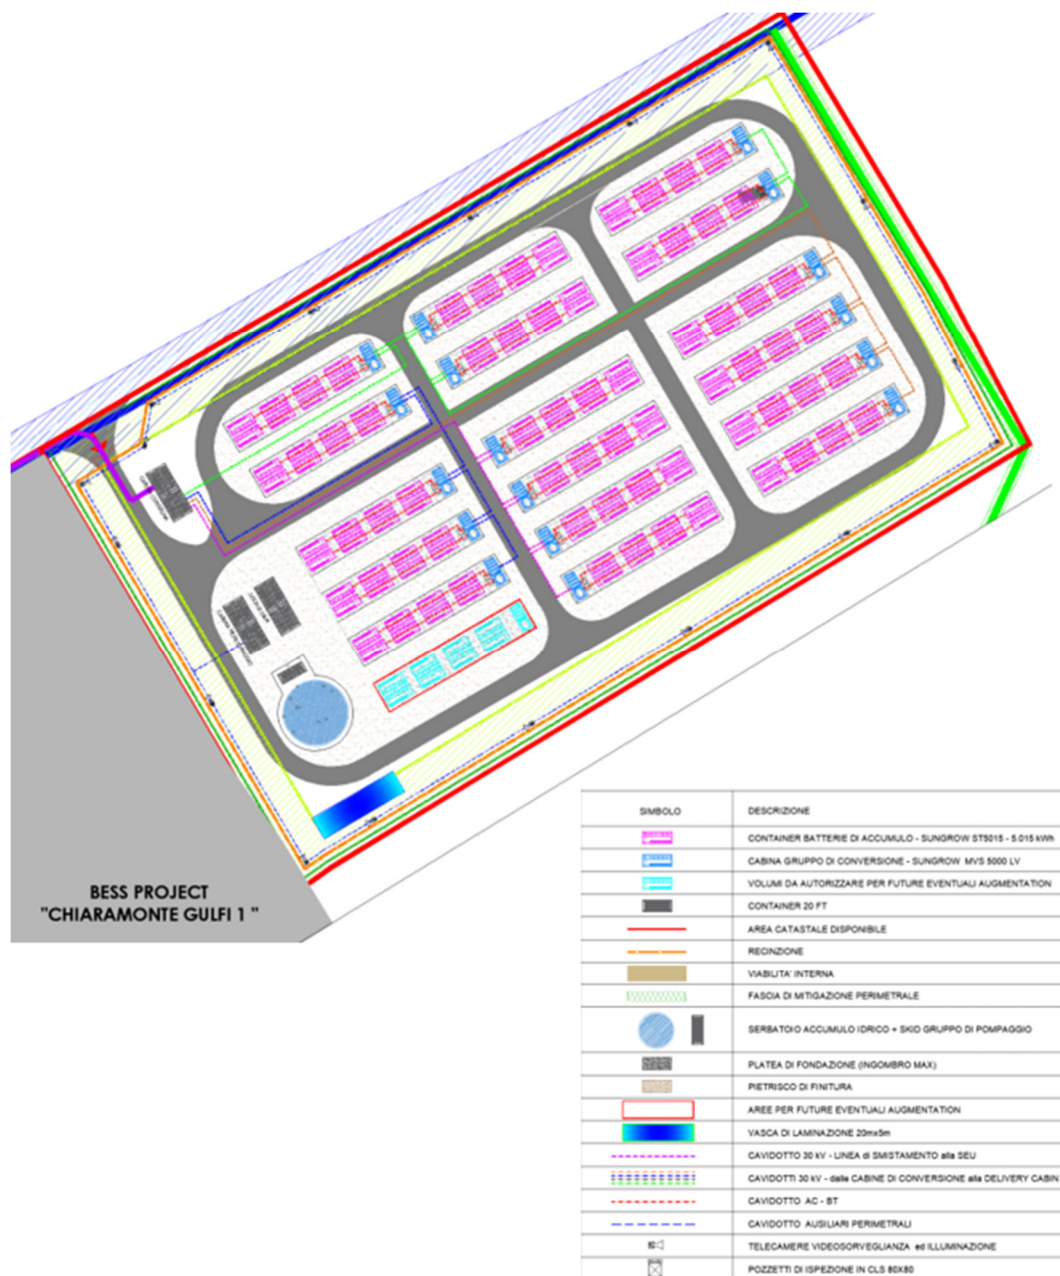 BESS PROJECT
"CHIARAMONTE GULFI 1 "
SIMBOLO DESCRIZIONE
CONTAINER BATTERIE DI ACCUMULO - SUNGROW ST5015 - 5.015 kWh
CABINA GRUPPO DI CONVERSIONE - SUNGROW MVS 5000 LV
VOLUMI DA AUTORIZZARE PER FUTURE EVENTUALI AUGMENTATION
CONTAINER 20 FT
AREA CATASTALE DISPONIBILE
RECINZIONE
VIABILITA' INTERNA
FASCIA DI MITIGAZIONE PERIMETRALE
SERBATOIO ACCUMULO IDRICO + SKID GRUPPO DI POMPAGGIO
PLATEA DI FONDAZIONE (INGOMBRO MAX)
PIETRISCO DI FINITURA
AREE PER FUTURE EVENTUALI AUGMENTATION
VASCA DI LAMINAZIONE 20mx5m
CAVIDOTTO 30 kV - LINEA di SMISTAMENTO alla SEU
CAVIDOTTI 30 kV - dalle CABINE DI CONVERSIONE alla DELIVERY CABIN
CAVIDOTTO AC - BT
CAVIDOTTO AUSILIARI PERIMETRALI
TELECAMERE VIDEOSORVEGLIANZA ed ILLUMINAZIONE
POZZETTI DI ISPEZIONE IN CLS 80X80